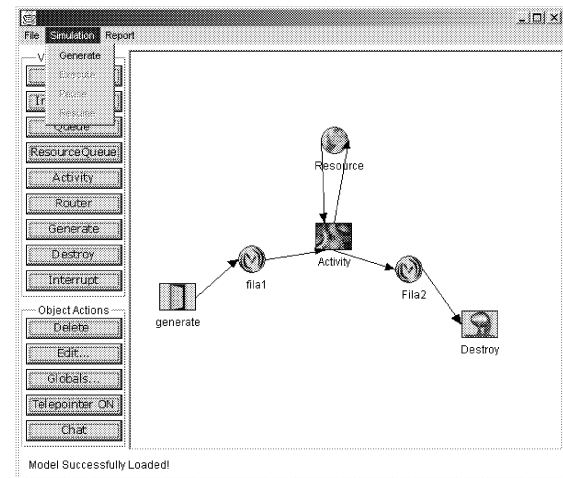 File Simulation Report
Generate
Execute
Pause
Resume
Queue
ResourceQueue
Activity
Router
Generate
Destroy
Interrupt
Object Actions
Delete
Edit...
Globals...
Telepointer ON
Chat
Resource
Activity
fila1
Fila2
generate
Destroy
Model Successfully Loaded!